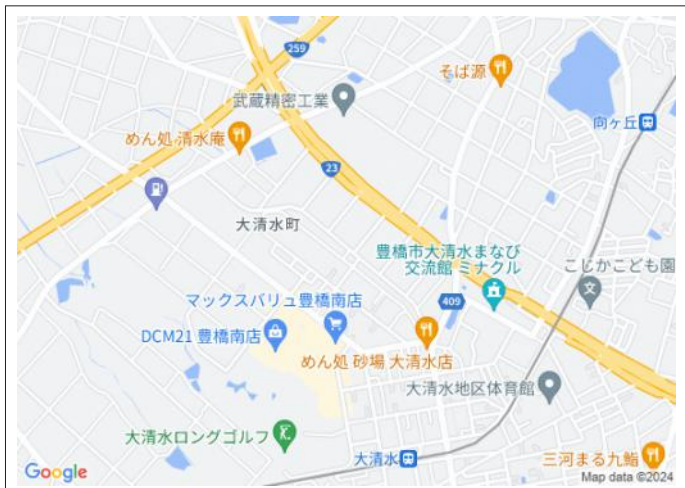 259
そば源
武蔵精密工業
向ヶ丘
めん処 清水庵
23
大清水町
豊橋市大清水まなび
交流館 ミナクル
こじかこども園
409
マックスバリュ豊橋南店
DCM21 豊橋南店
めん処 砂場 大清水店
大清水地区体育館
大清水ロングゴルフ
大清水
三河まる九鮨
Google
Map data ©2024